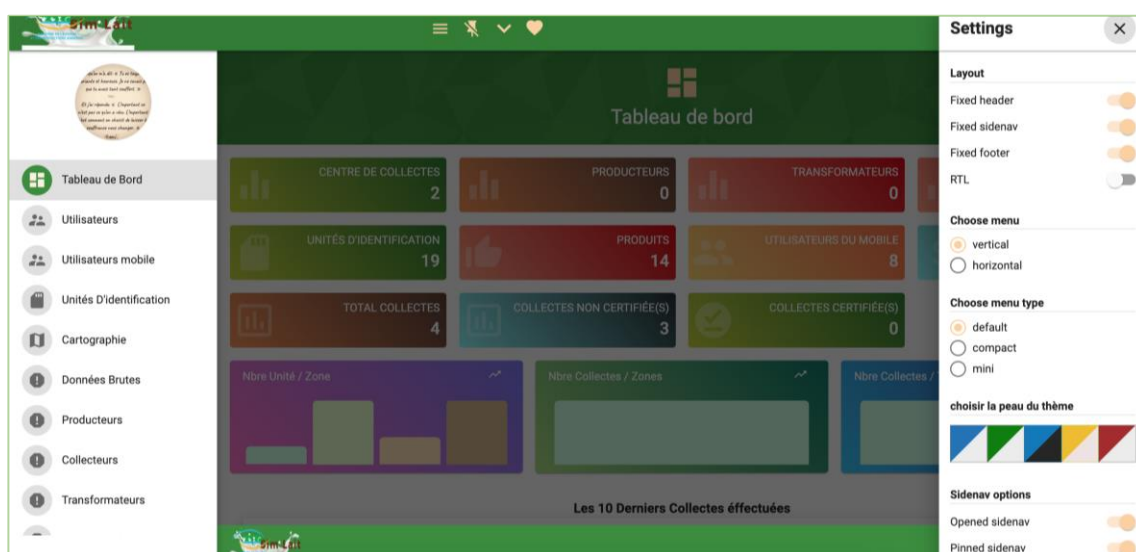 Sim Lait
Settings
Layout
Fixed header
Fixed sidenav
Fixed footer
RTL
Choose menu
vertical
horizontal
Choose menu type
default
compact
mini
choisir la peau du thème
Sidenav options
Opened sidenav
Pinned sidenav
Tableau de Bord
Utilisateurs
Utilisateurs mobile
Unités D'identification
Cartographie
Données Brutes
Producteurs
Collecteurs
Transformateurs
Tableau de bord
CENTRE DE COLLECTES
2
PRODUCTEURS
0
TRANSFORMATEURS
0
UNITÉS D'IDENTIFICATION
19
PRODUITS
14
UTILISATEURS DU MOBILE
8
TOTAL COLLECTES
4
COLLECTES NON CERTIFIÉE(S)
3
COLLECTES CERTIFIÉE(S)
0
Nbre Unité / Zone
Nbre Collectes / Zones
Nbre Collectes /
Les 10 Derniers Collectes éffectuées
Sim Lait